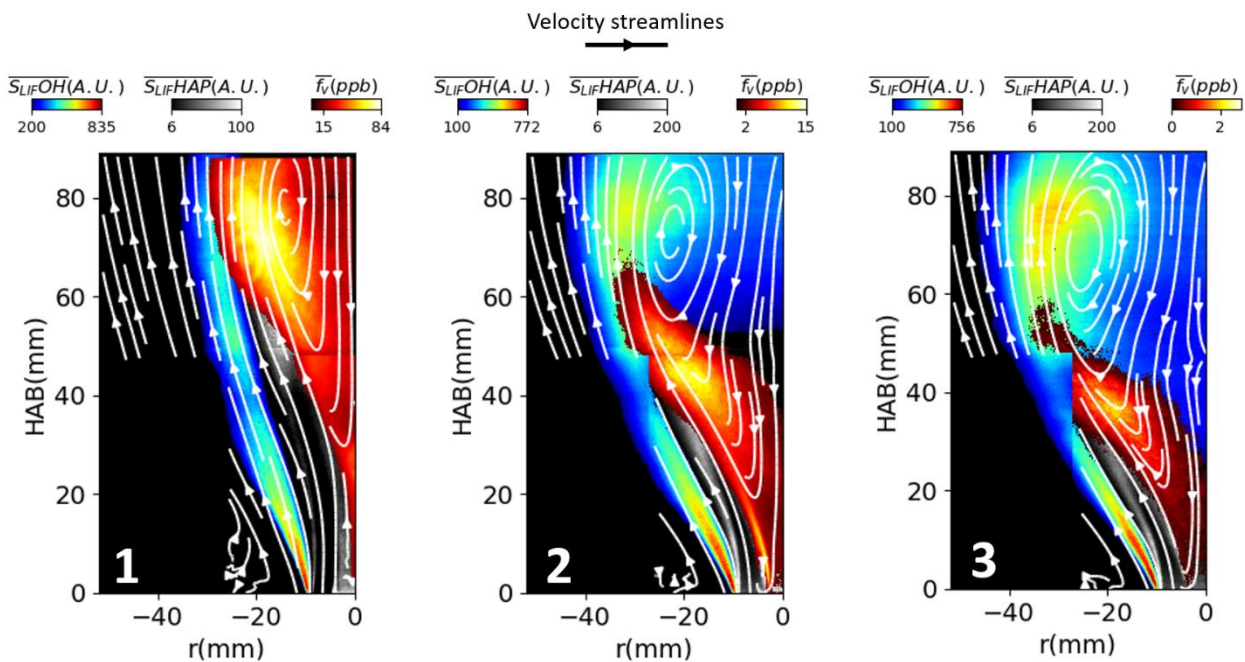 Velocity streamlines
S_LIF OH(A.U.) S_LIF HAP(A.U.) f_v(ppb)
200 835 6 100 15 84
S_LIF OH(A.U.) S_LIF HAP(A.U.) f_v(ppb)
100 772 6 200 2 15
S_LIF OH(A.U.) S_LIF HAP(A.U.) f_v(ppb)
100 756 6 200 0 2
HAB(mm)
80
60
40
20
0
1
−40 −20 0
r(mm)
HAB(mm)
80
60
40
20
0
2
−40 −20 0
r(mm)
HAB(mm)
80
60
40
20
0
3
−40 −20 0
r(mm)